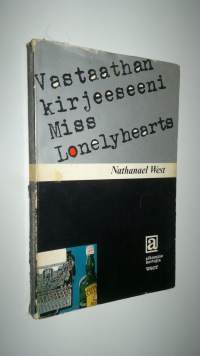 Vastaathan
kirjeeseeni
Miss
Lonelyhearts
Nathanael West
a